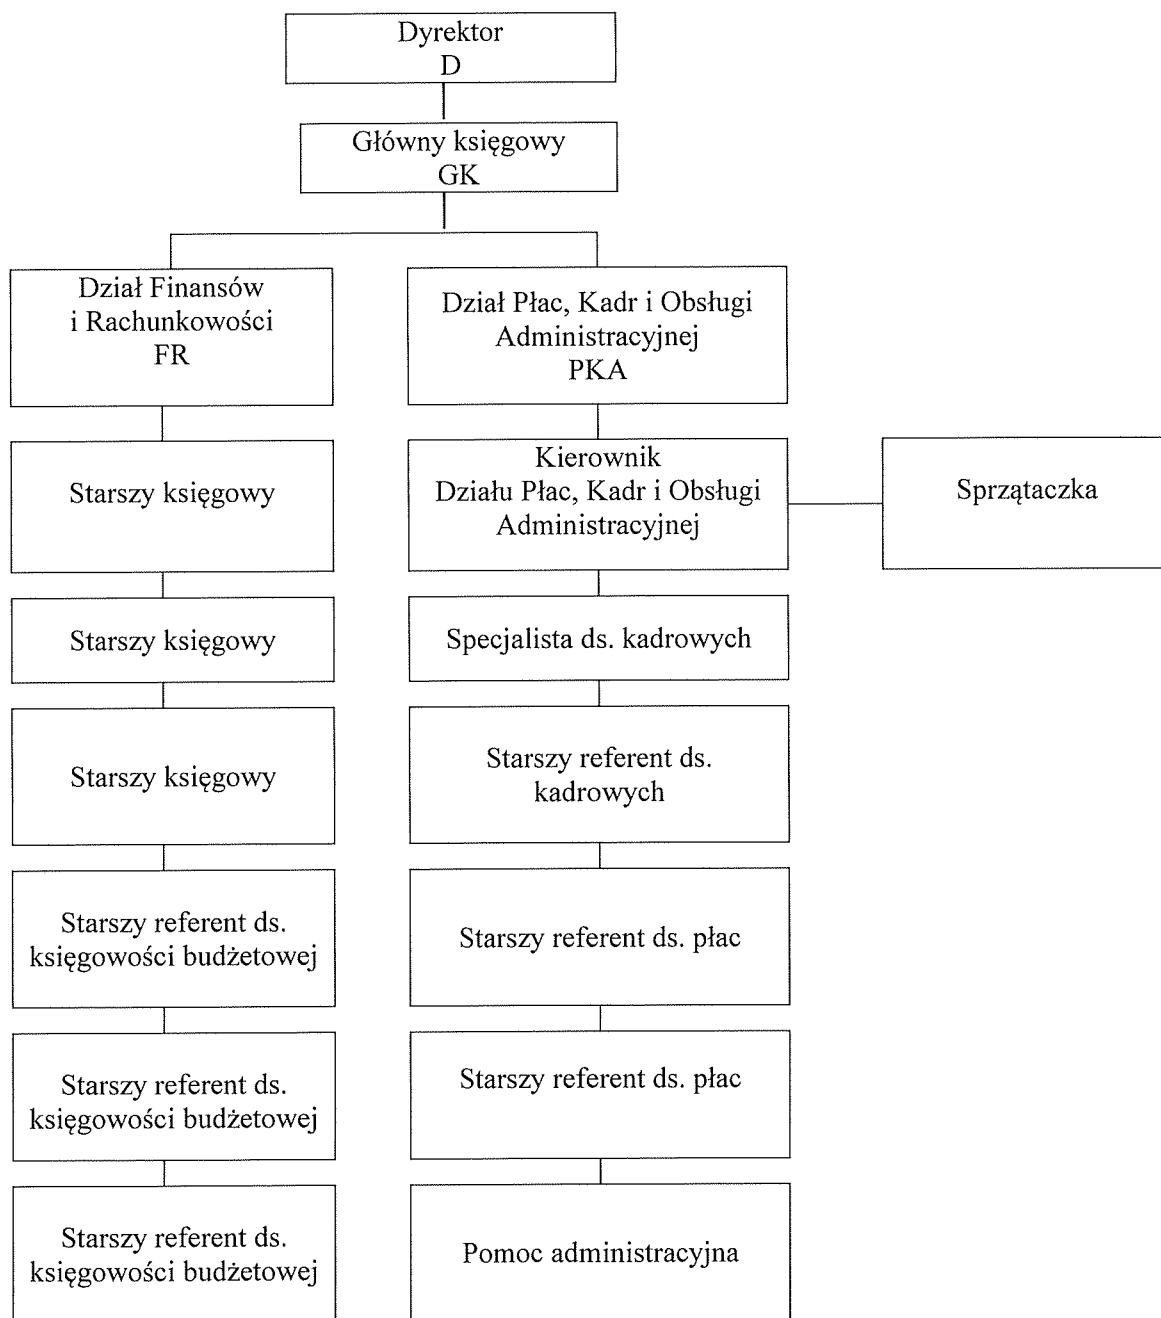 Dyrektor
D
Główny księgowy
GK
Dział Finansów
i Rachunkowości
FR
Dział Płac, Kadr i Obsługi
Administracyjnej
PKA
Starszy księgowy
Kierownik
Działu Płac, Kadr i Obsługi
Administracyjnej
Sprzątaczka
Starszy księgowy
Specjalista ds. kadrowych
Starszy księgowy
Starszy referent ds.
kadrowych
Starszy referent ds.
księgowości budżetowej
Starszy referent ds. płac
Starszy referent ds.
księgowości budżetowej
Starszy referent ds. płac
Starszy referent ds.
księgowości budżetowej
Pomoc administracyjna